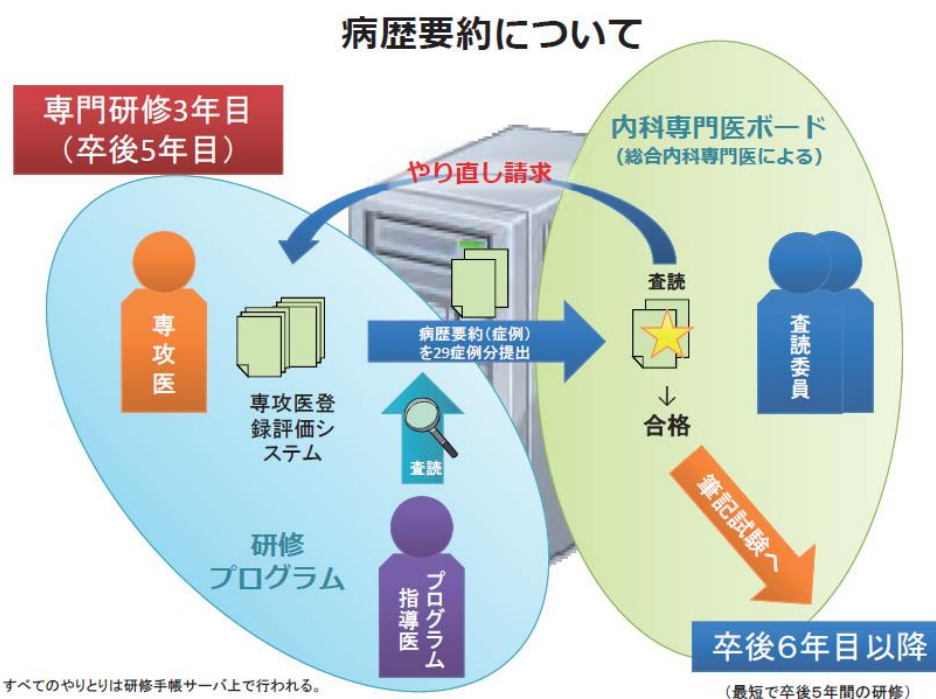 病歴要約について
専門研修3年目
（卒後5年目）
内科専門医ボード
（総合内科専門医による）
やり直し請求
専攻医
専攻医登
録評価シ
ステム
病歴要約（症例）
を29症例分提出
査読
↓
合格
査読委員
査読
筆記試験へ
研修
プログラム
プログラム
指導医
卒後６年目以降
（最短で卒後5年間の研修）
すべてのやりとりは研修手帳サーバ上で行われる。